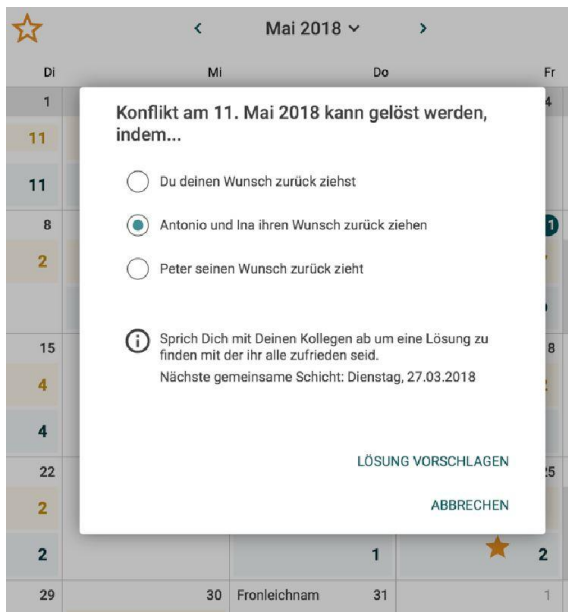 Mai 2018
Di Mi Do Fr
1 4
Konflikt am 11. Mai 2018 kann gelöst werden,
indem...
11
Du deinen Wunsch zurück ziehst
11
8 Antonio und Ina ihren Wunsch zurück ziehen 1
2
Peter seinen Wunsch zurück zieht
Sprich Dich mit Deinen Kollegen ab um eine Lösung zu
15 8
finden mit der ihr alle zufrieden seid.
Nächste gemeinsame Schicht: Dienstag, 27.03.2018
4
4
LÖSUNG VORSCHLAGEN
22 25
2 ABBRECHEN
2 1 2
29 30 Fronleichnam 31 1